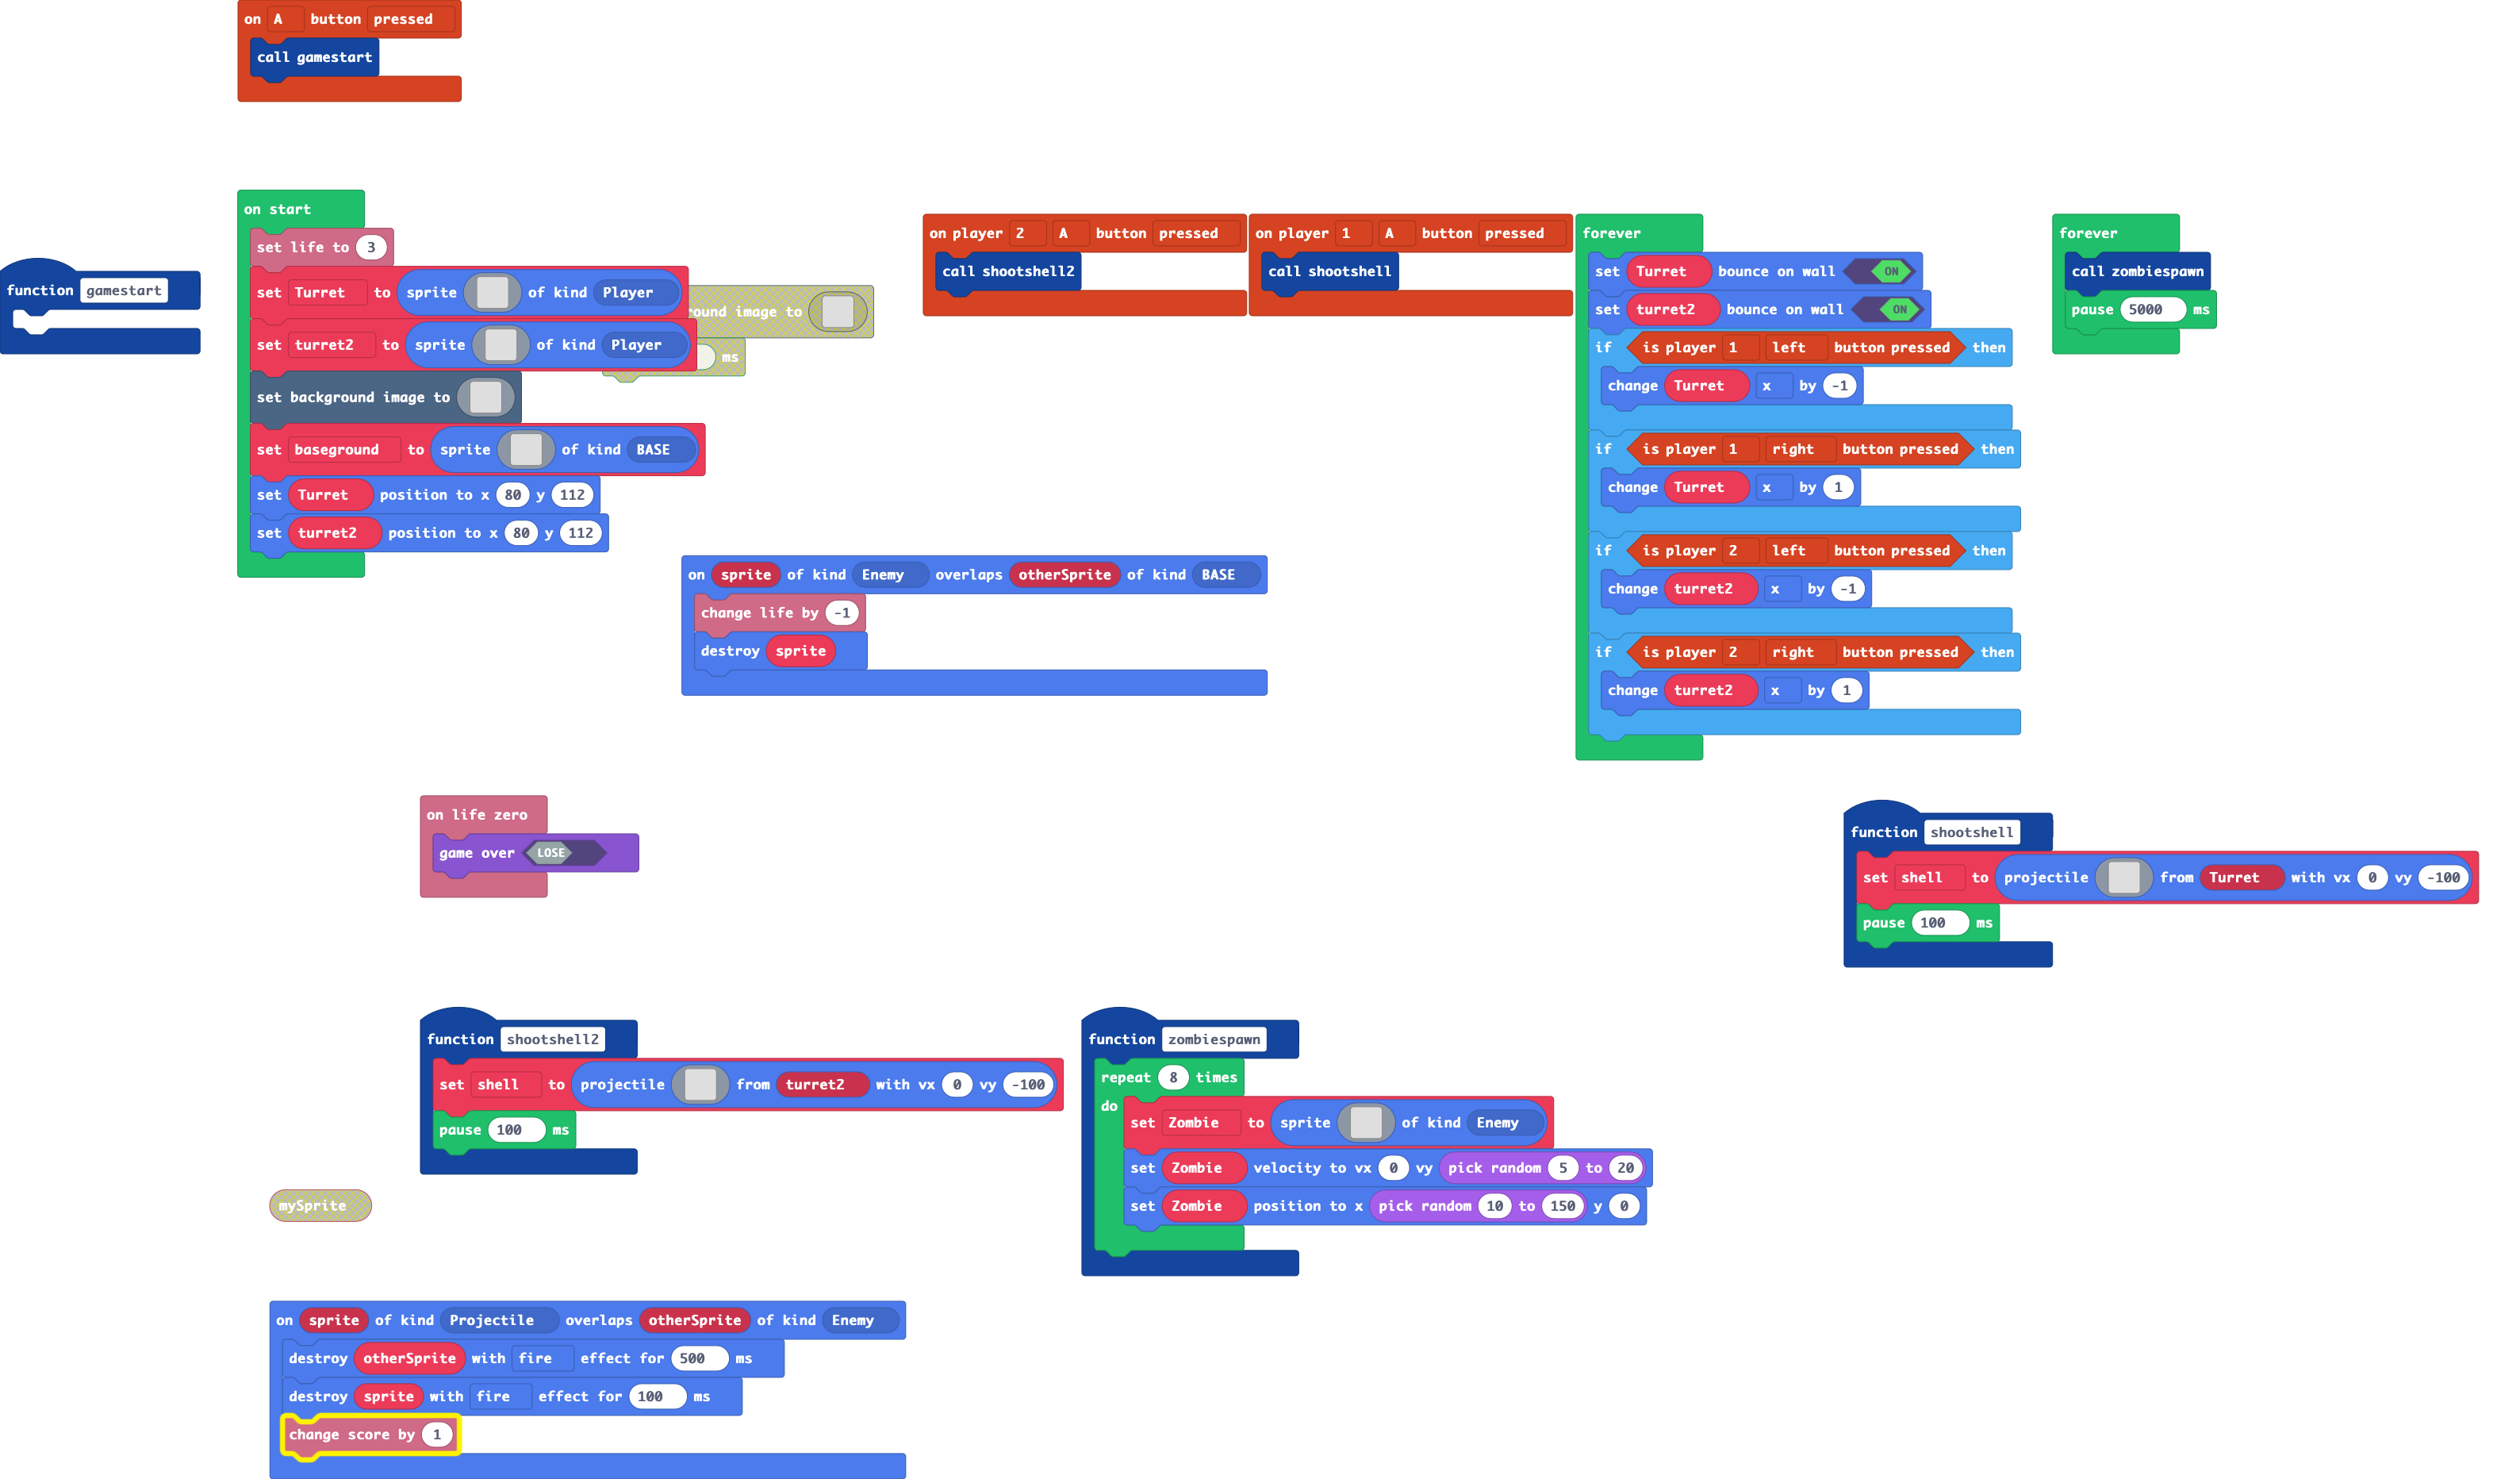 on A button pressed
call gamestart
function gamestart
on start
set life to 3
set Turret to sprite of kind Player
set turret2 to sprite of kind Player
set background image to
set baseground to sprite of kind BASE
set Turret position to x 80 y 112
set turret2 position to x 80 y 112
ound image to
ms
on player 2 A button pressed
call shootshell2
on player 1 A button pressed
call shootshell
forever
set Turret bounce on wall ON
set turret2 bounce on wall ON
if is player 1 left button pressed then
change Turret x by -1
if is player 1 right button pressed then
change Turret x by 1
if is player 2 left button pressed then
change turret2 x by -1
if is player 2 right button pressed then
change turret2 x by 1
forever
call zombiespawn
pause 5000 ms
on sprite of kind Enemy overlaps otherSprite of kind BASE
change life by -1
destroy sprite
on life zero
game over LOSE
function shootshell
set shell to projectile from Turret with vx 0 vy -100
pause 100 ms
function shootshell2
set shell to projectile from turret2 with vx 0 vy -100
pause 100 ms
function zombiespawn
repeat 8 times
do
set Zombie to sprite of kind Enemy
set Zombie velocity to vx 0 vy pick random 5 to 20
set Zombie position to x pick random 10 to 150 y 0
mySprite
on sprite of kind Projectile overlaps otherSprite of kind Enemy
destroy otherSprite with fire effect for 500 ms
destroy sprite with fire effect for 100 ms
change score by 1